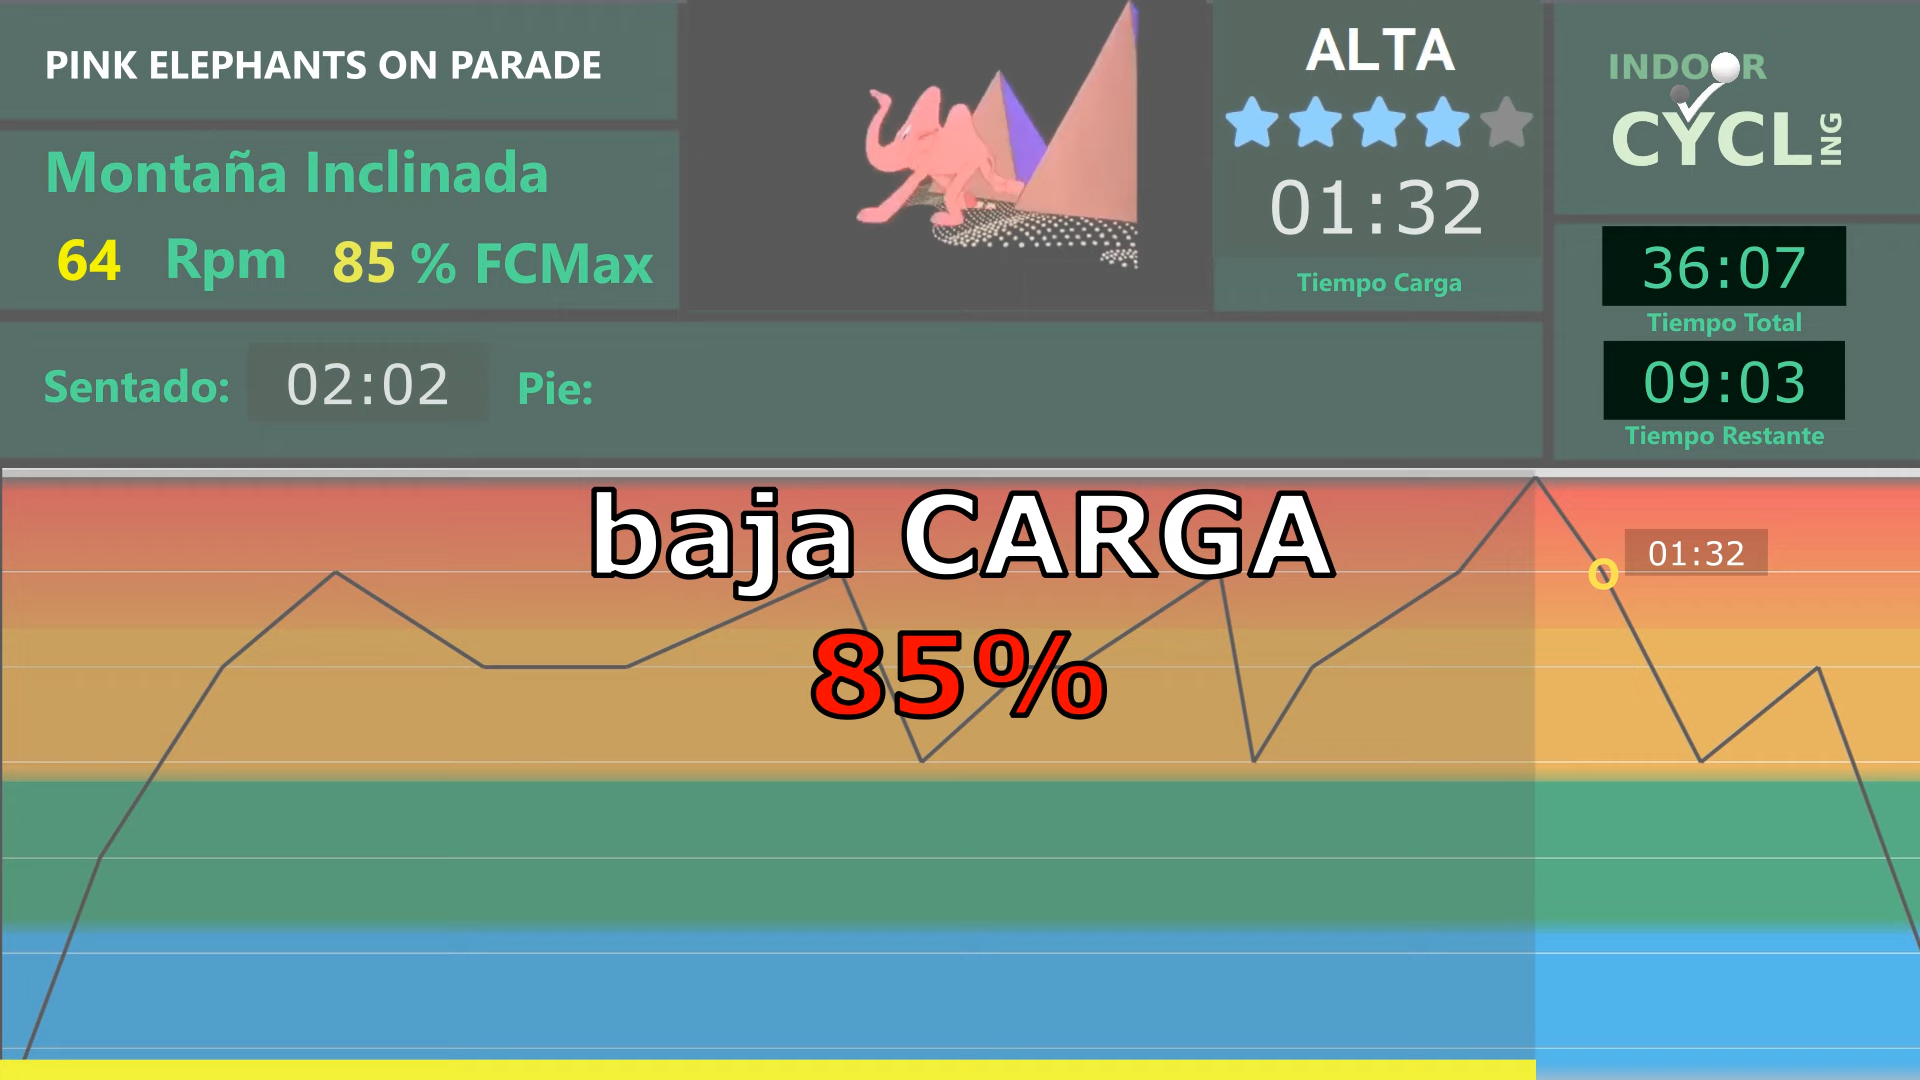 PINK ELEPHANTS ON PARADE
Montaña Inclinada
64 Rpm 85 % FCMax
Sentado: 02:02 Pie:
ALTA
01:32
Tiempo Carga
INDOOR
CYCLING
36:07
Tiempo Total
09:03
Tiempo Restante
baja CARGA
85%
01:32